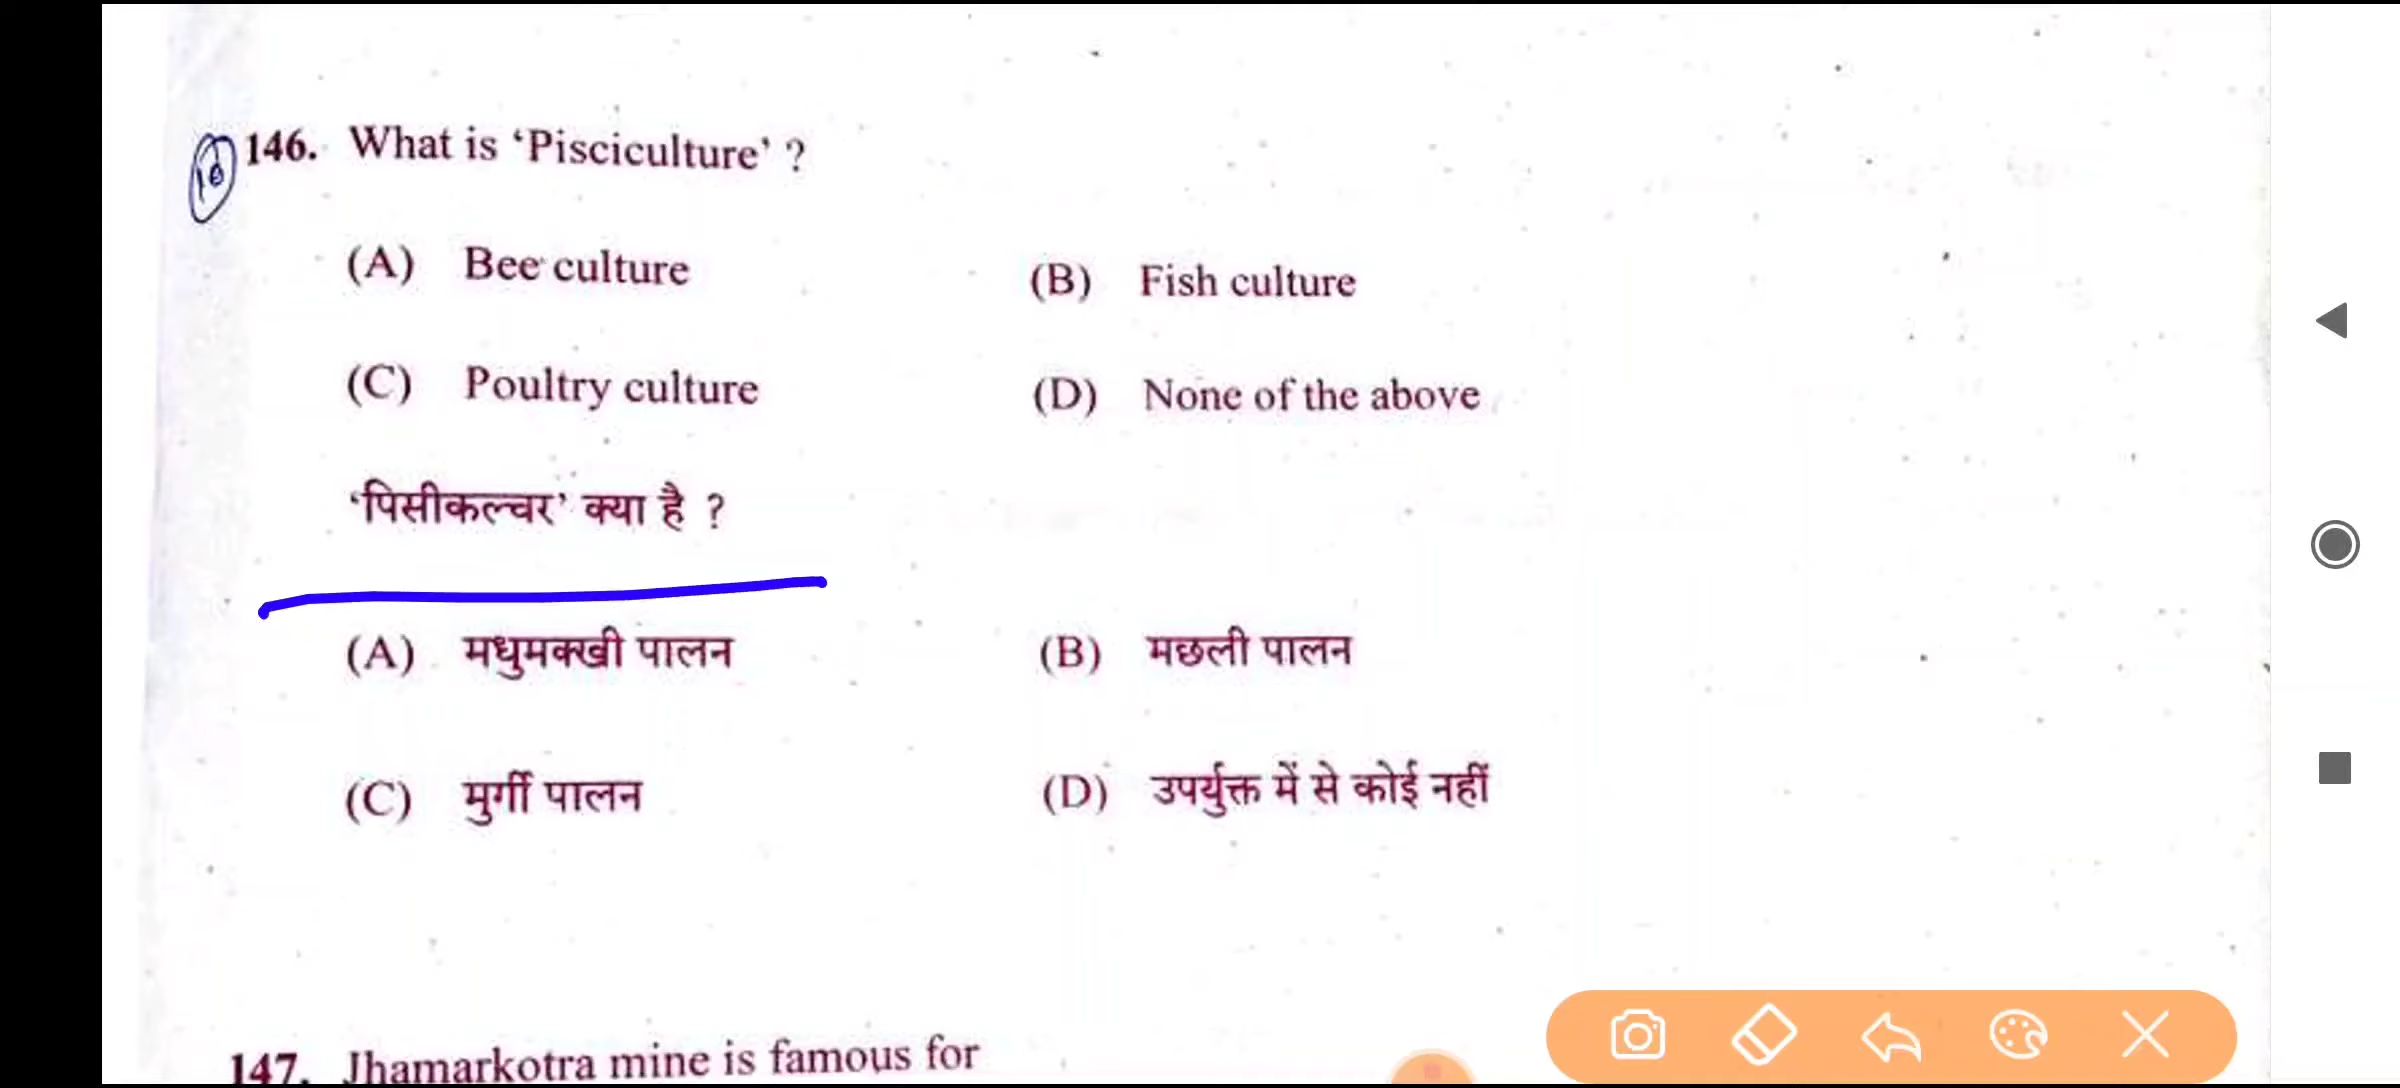 146. What is ‘Pisciculture’ ?
(A) Bee culture (B) Fish culture
(C) Poultry culture (D) None of the above
‘पिसीकल्चर’ क्या है ?
(A) मधुमक्खी पालन (B) मछली पालन
(C) मुर्गी पालन (D) उपर्युक्त में से कोई नहीं
147. Jhamarkotra mine is famous for